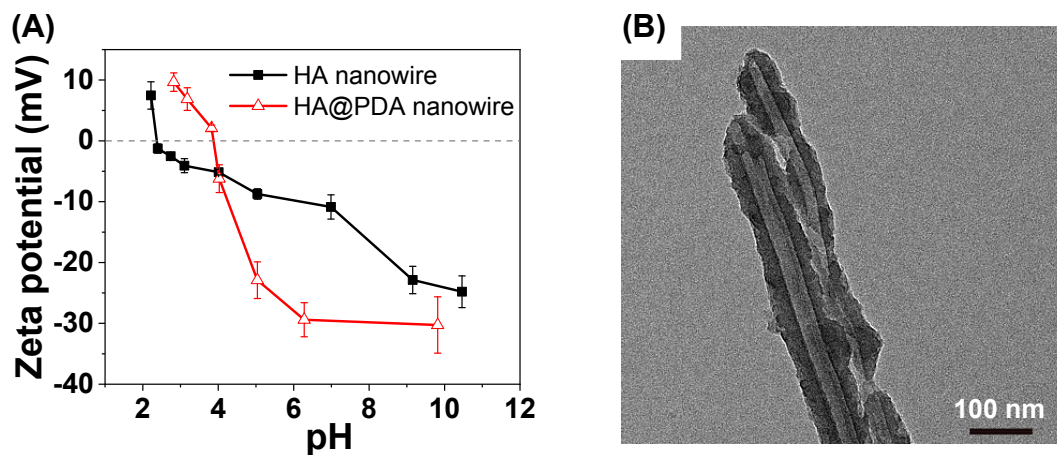 (A)
Zeta potential (mV)
10
0
-10
-20
-30
-40
2 4 6 8 10 12
pH
HA nanowire
HA@PDA nanowire
(B)
100 nm